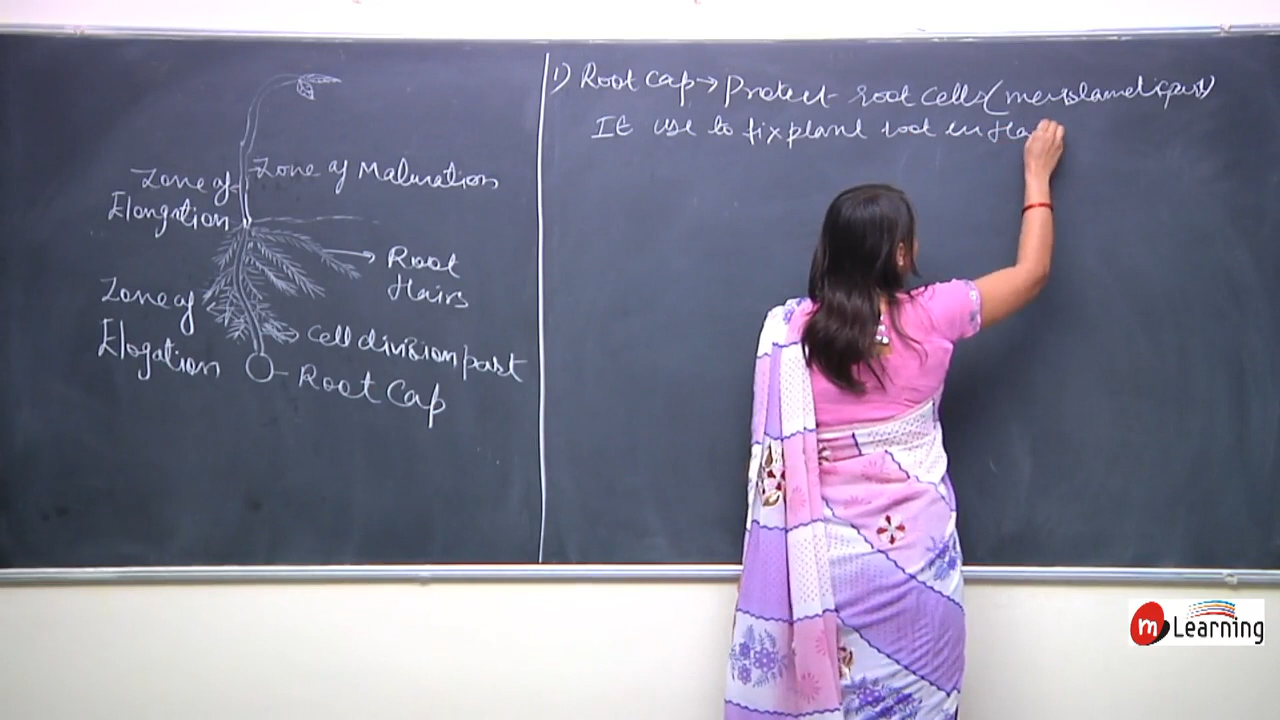 1) Root Cap → Protect root cells (meristametic part)
It use to fix plant root in
Zone of Maturation
Zone of
Elongation
Root
Hairs
Zone of
Elogation
Cell division part
Root Cap
m Learning